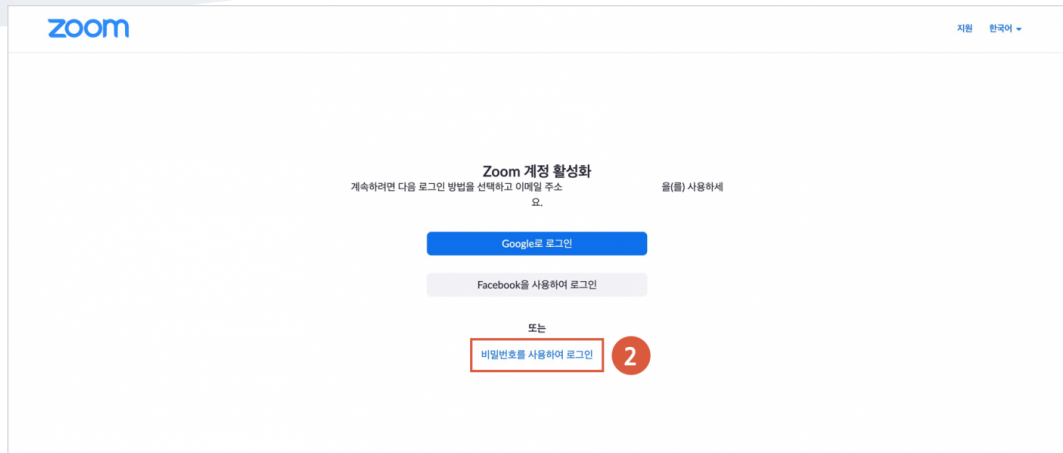 zoom
지원 한국어
Zoom 계정 활성화
계속하려면 다음 로그인 방법을 선택하고 이메일 주소 을(를) 사용하세
요.
Google로 로그인
Facebook을 사용하여 로그인
또는
비밀번호를 사용하여 로그인 2